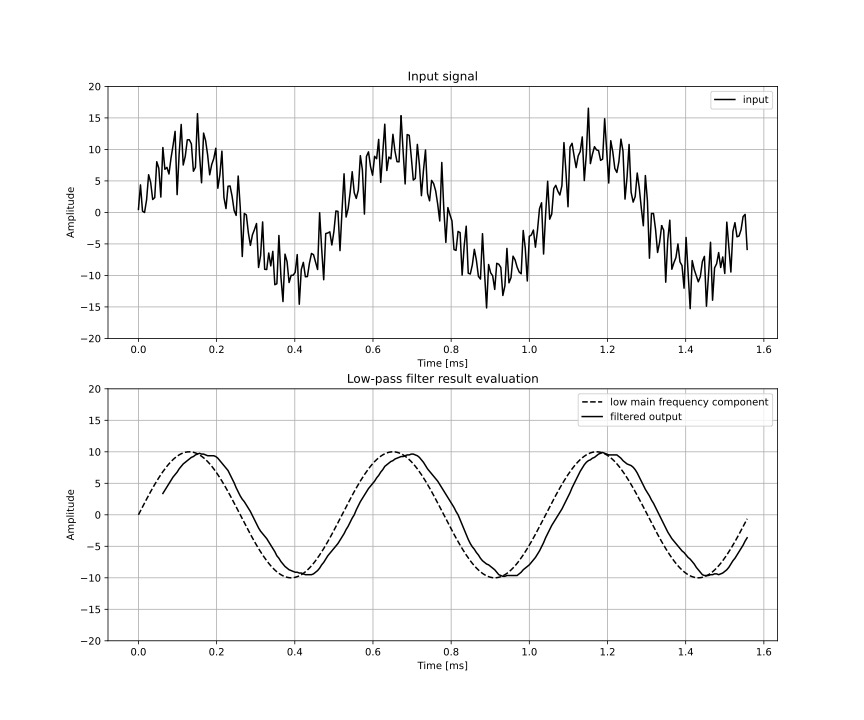 Input signal
20
15
10
5
0
−5
−10
−15
−20
Amplitude
input
0.0 0.2 0.4 0.6 0.8 1.0 1.2 1.4 1.6
Time [ms]
Low-pass filter result evaluation
20
15
10
5
0
−5
−10
−15
−20
Amplitude
low main frequency component
filtered output
0.0 0.2 0.4 0.6 0.8 1.0 1.2 1.4 1.6
Time [ms]